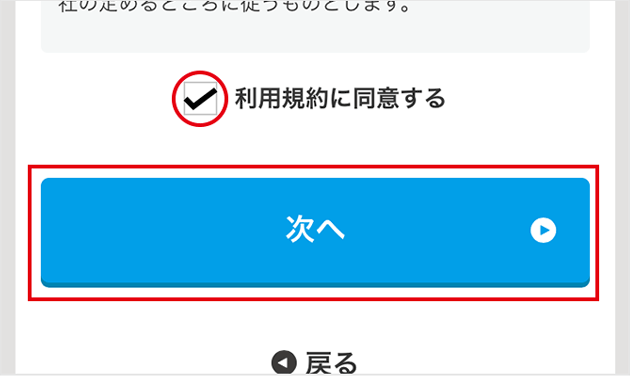 社の定めるところに従うものとします。
利用規約に同意する
次へ
戻る